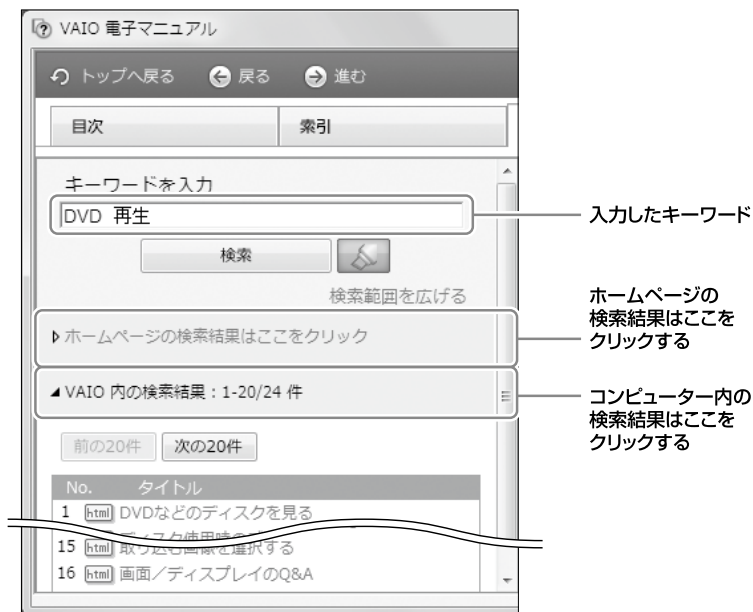 VAIO 電子マニュアル
トップへ戻る 戻る 進む
目次 索引
キーワードを入力
DVD 再生
入力したキーワード
検索
検索範囲を広げる
ホームページの検索結果はここをクリック
ホームページの
検索結果はここを
クリックする
VAIO 内の検索結果：1-20/24 件
コンピューター内の
検索結果はここを
クリックする
前の20件 次の20件
No. タイトル
1 html DVDなどのディスクを見る
15 html 取り込む画像を選択する
16 html 画面／ディスプレイのQ&A